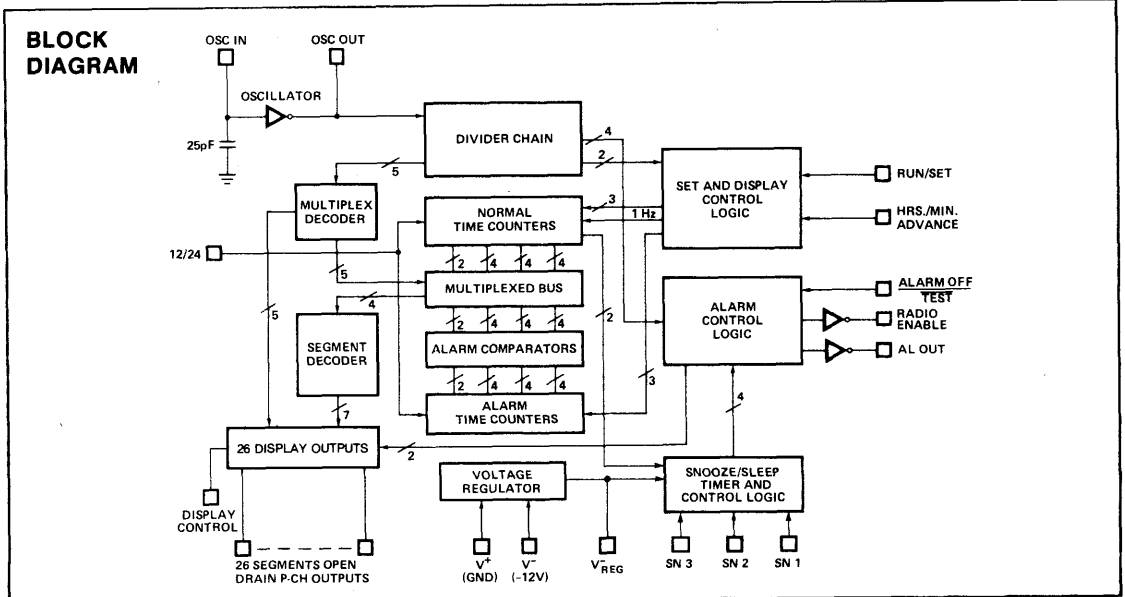 BLOCK
DIAGRAM
OSC IN
OSC OUT
OSCILLATOR
25pF
DIVIDER CHAIN
4
2
5
MULTIPLEX
DECODER
NORMAL
TIME COUNTERS
3
1 Hz
SET AND DISPLAY
CONTROL
LOGIC
RUN/SET
HRS./MIN.
ADVANCE
12/24
5
2 4 4 4
MULTIPLEXED BUS
4
2 4 4 4
5
SEGMENT
DECODER
ALARM COMPARATORS
2 4 4 4
ALARM
TIME COUNTERS
2
3
ALARM
CONTROL
LOGIC
ALARM OFF
TEST
RADIO
ENABLE
AL OUT
7
4
26 DISPLAY OUTPUTS
2
VOLTAGE
REGULATOR
SNOOZE/SLEEP
TIMER AND
CONTROL LOGIC
DISPLAY
CONTROL
26 SEGMENTS OPEN
DRAIN P-CH OUTPUTS
V+
(GND)
V-
(-12V)
V-REG
SN 3
SN 2
SN 1